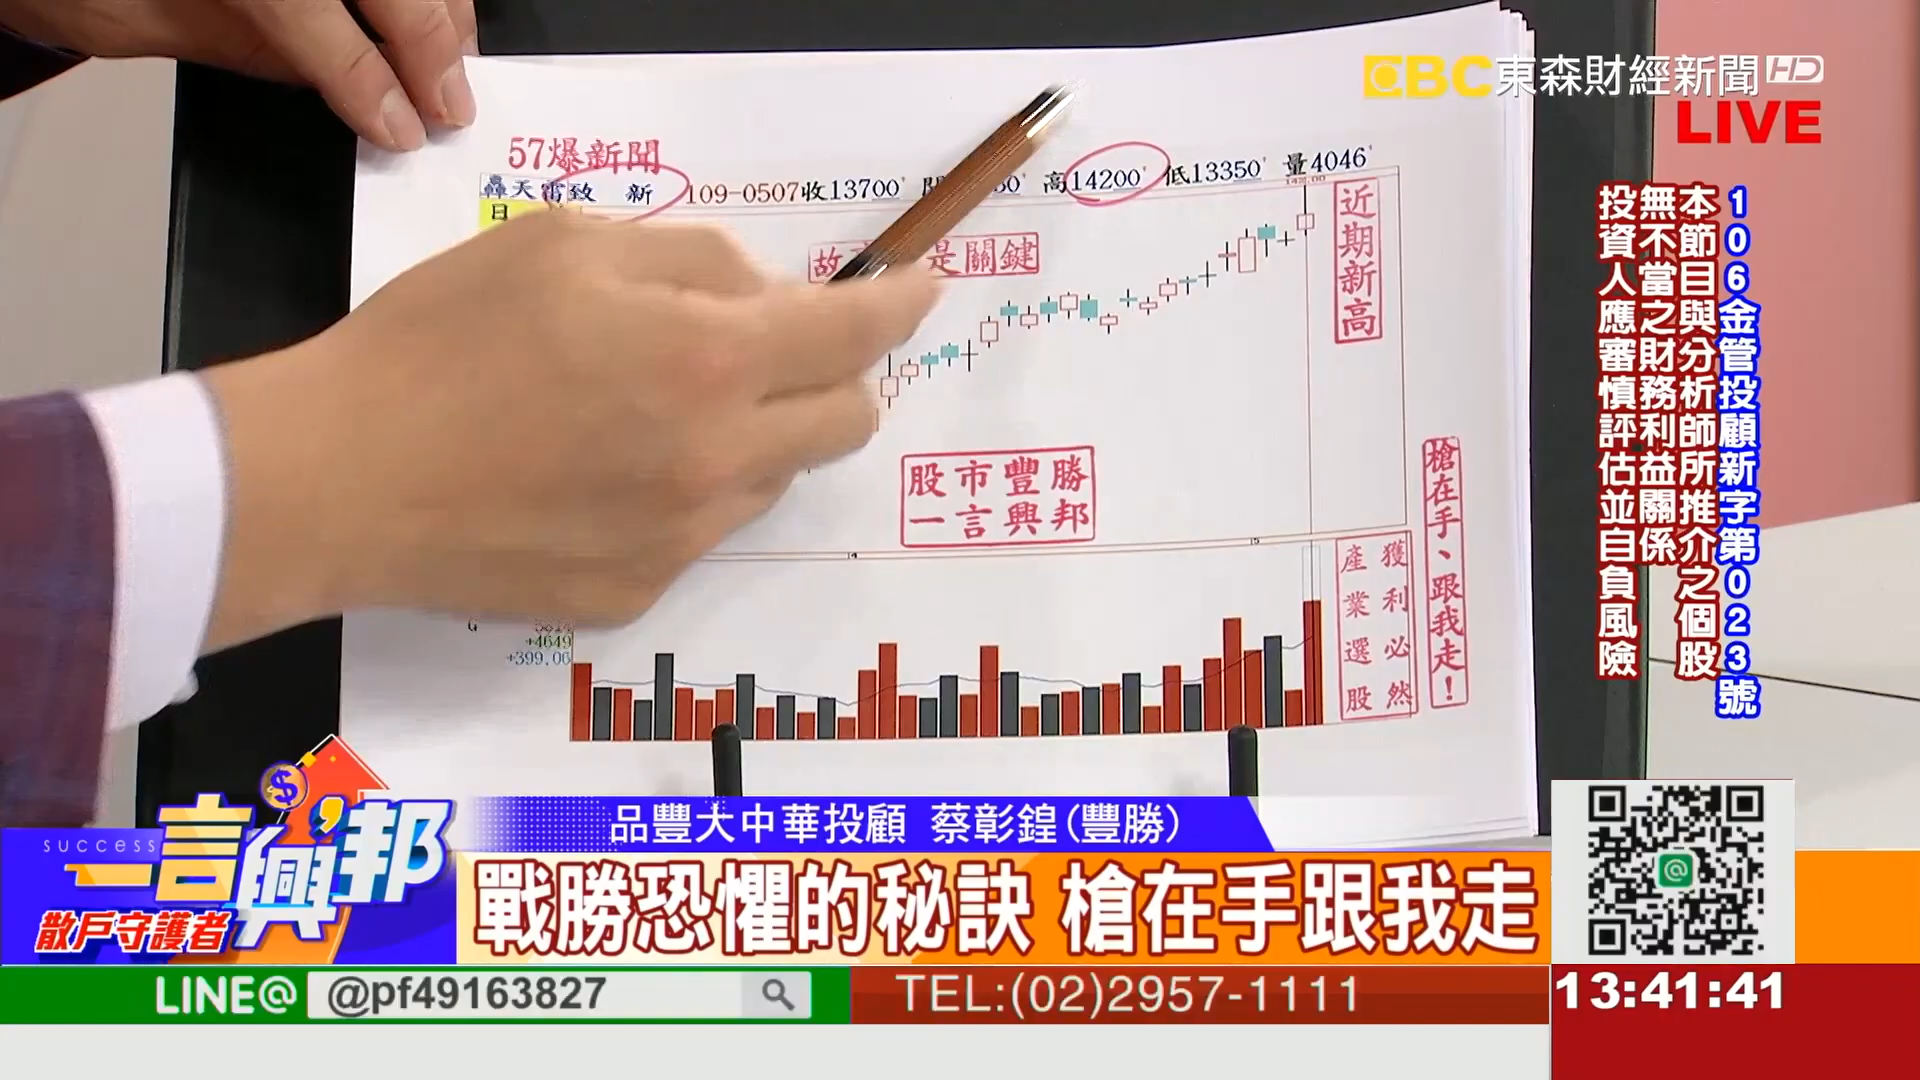 EBC東森財經新聞HD
LIVE
57爆新聞
轟天雷致 新 109-0507收13700 高14200 低13350 量4046
日
142.00
是關鍵
近期新高
股市豐勝
一言興邦
槍在手、跟我走!
獲利必然
產業選股
14
15
G
+4649
+399.06
106金管投顧新字第023號
本節目與分析師所推介之個股
無不當之財務利益關係
投資人應審慎評估並自負風險
success
一言興邦
散戶守護者
品豐大中華投顧 蔡彰鍠(豐勝)
戰勝恐懼的秘訣 槍在手跟我走
LINE@ @pf49163827
TEL:(02)2957-1111
13:41:41